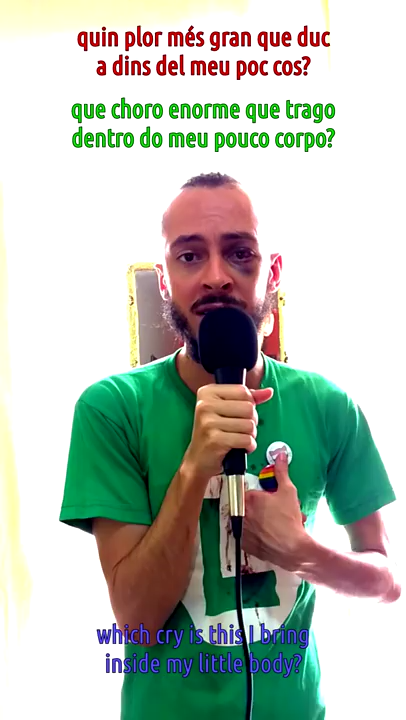 quin plor més gran que duc
a dins del meu poc cos?
que choro enorme que trago
dentro do meu pouco corpo?
which cry is this I bring
inside my little body?